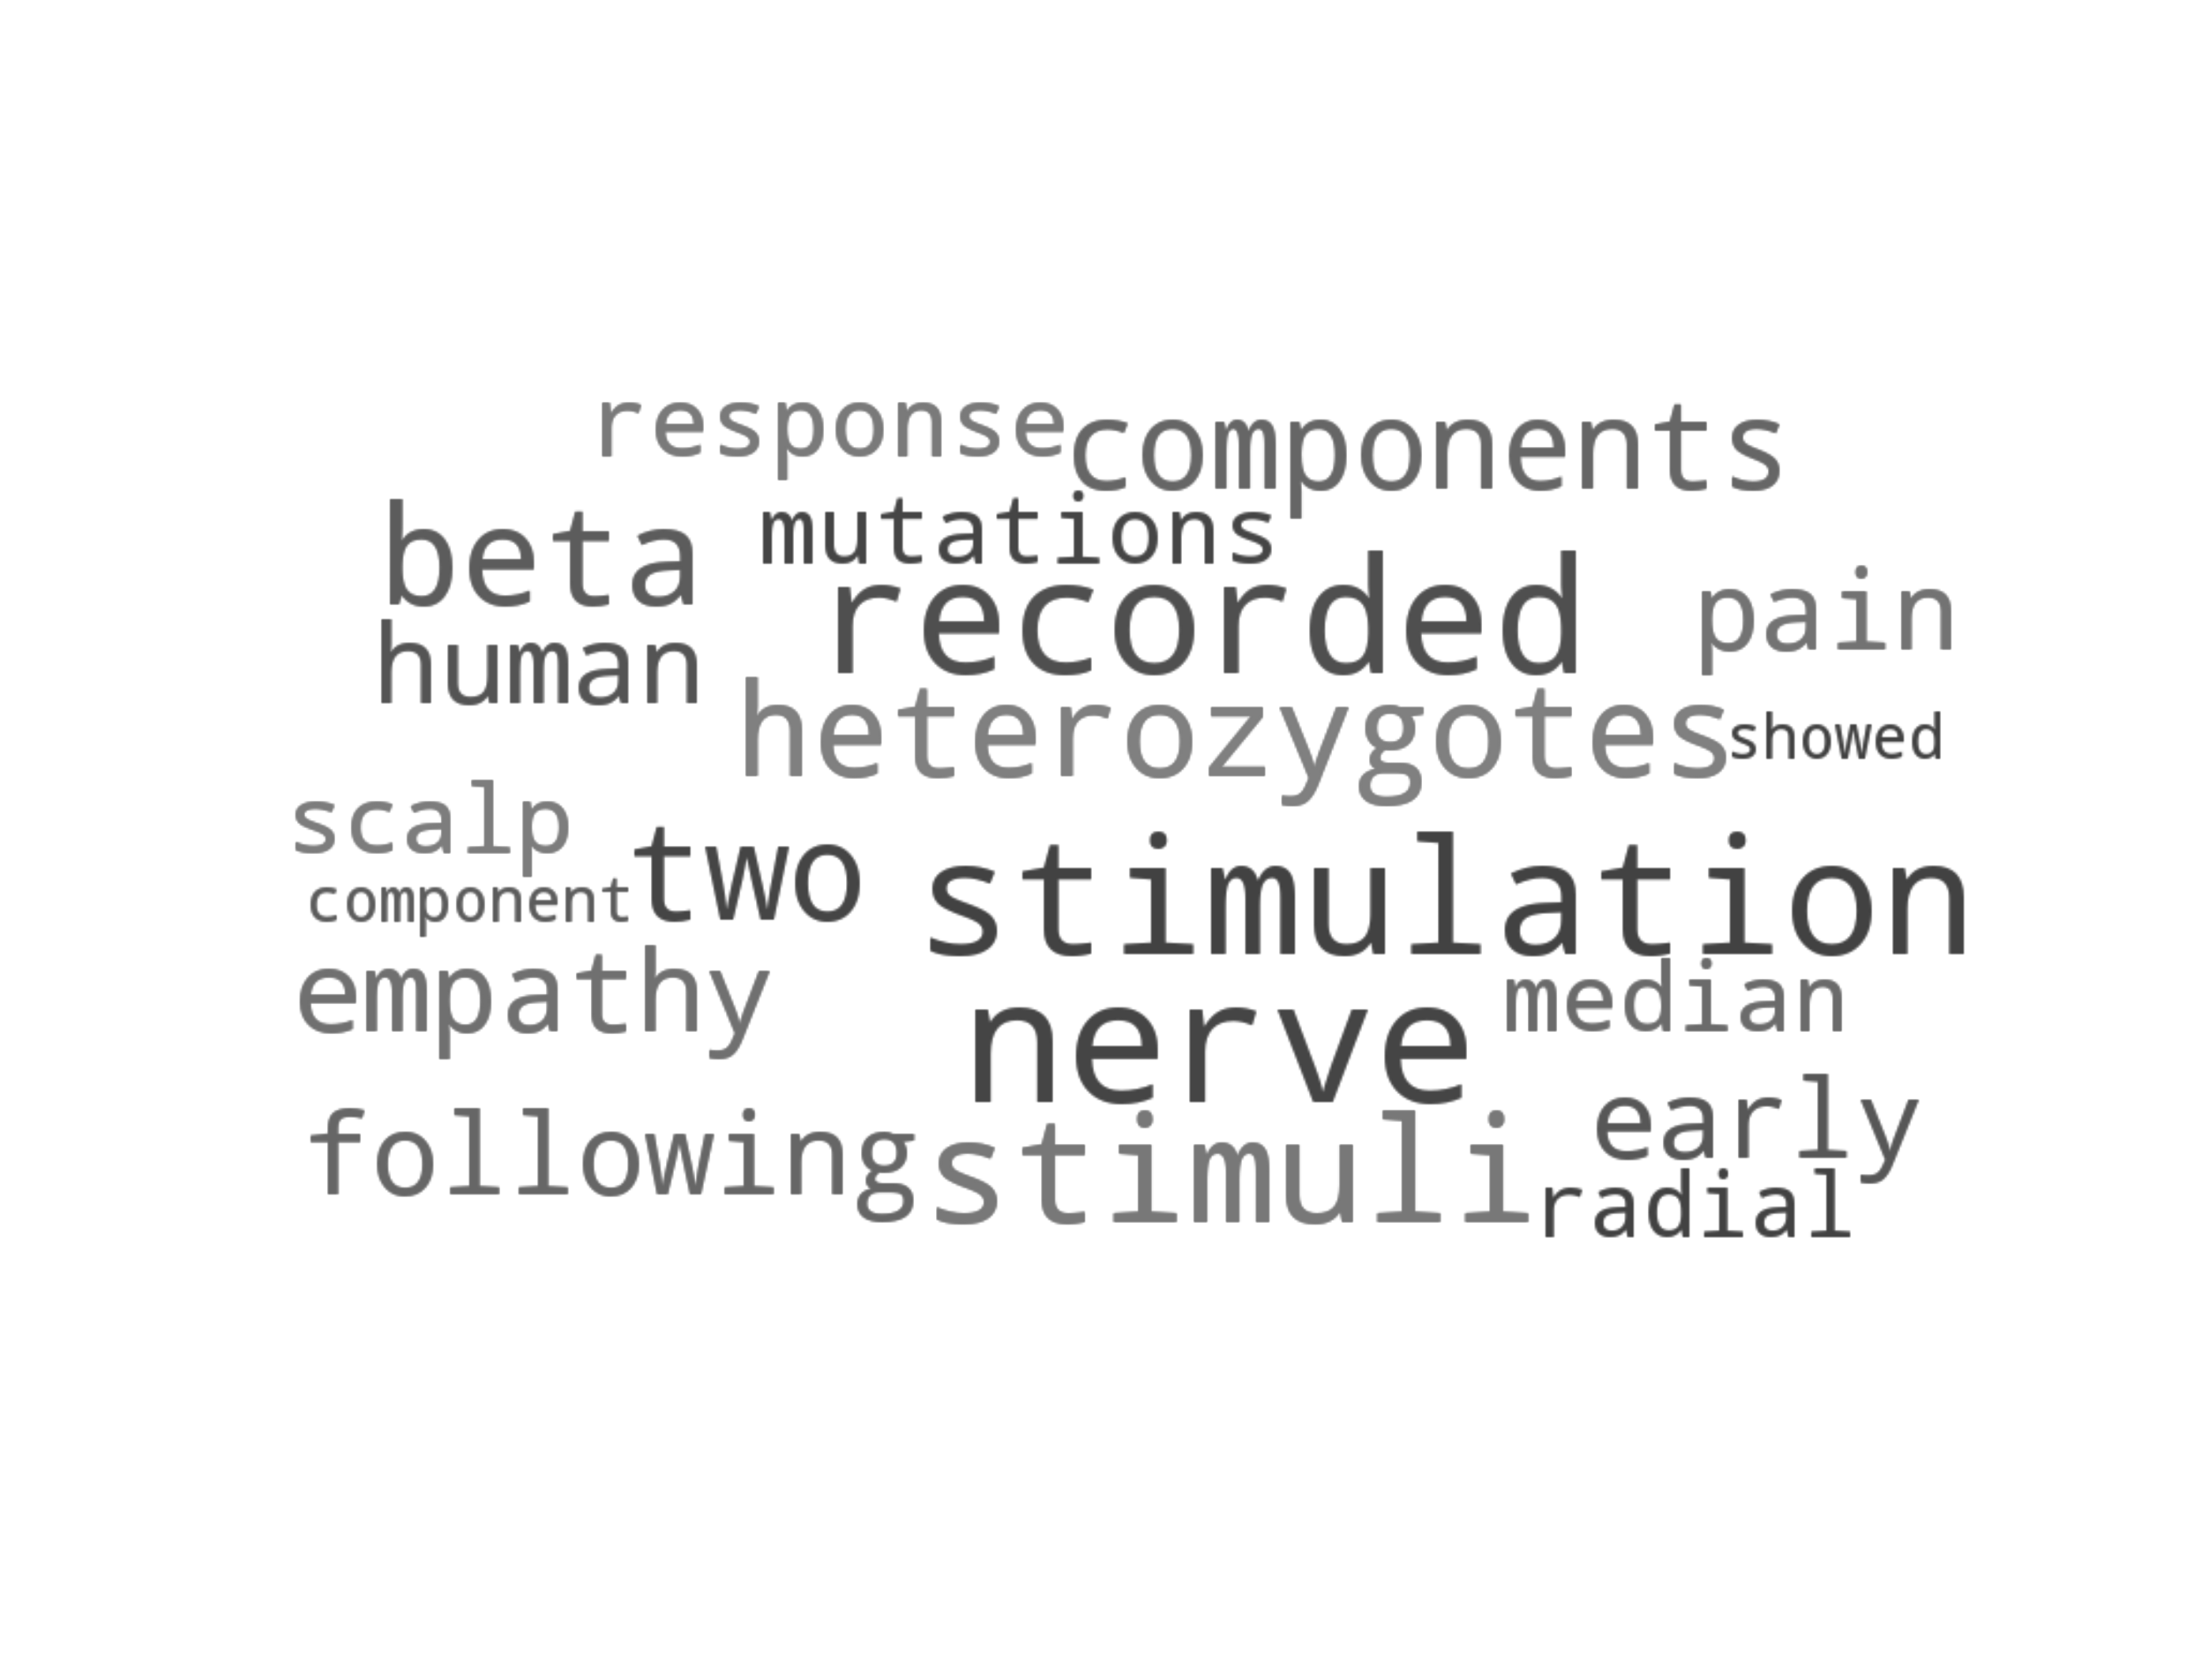 response components
mutations
beta recorded pain
human heterozygotes showed
scalp
two stimulation
component
empathy median
nerve
following stimuli early
radial